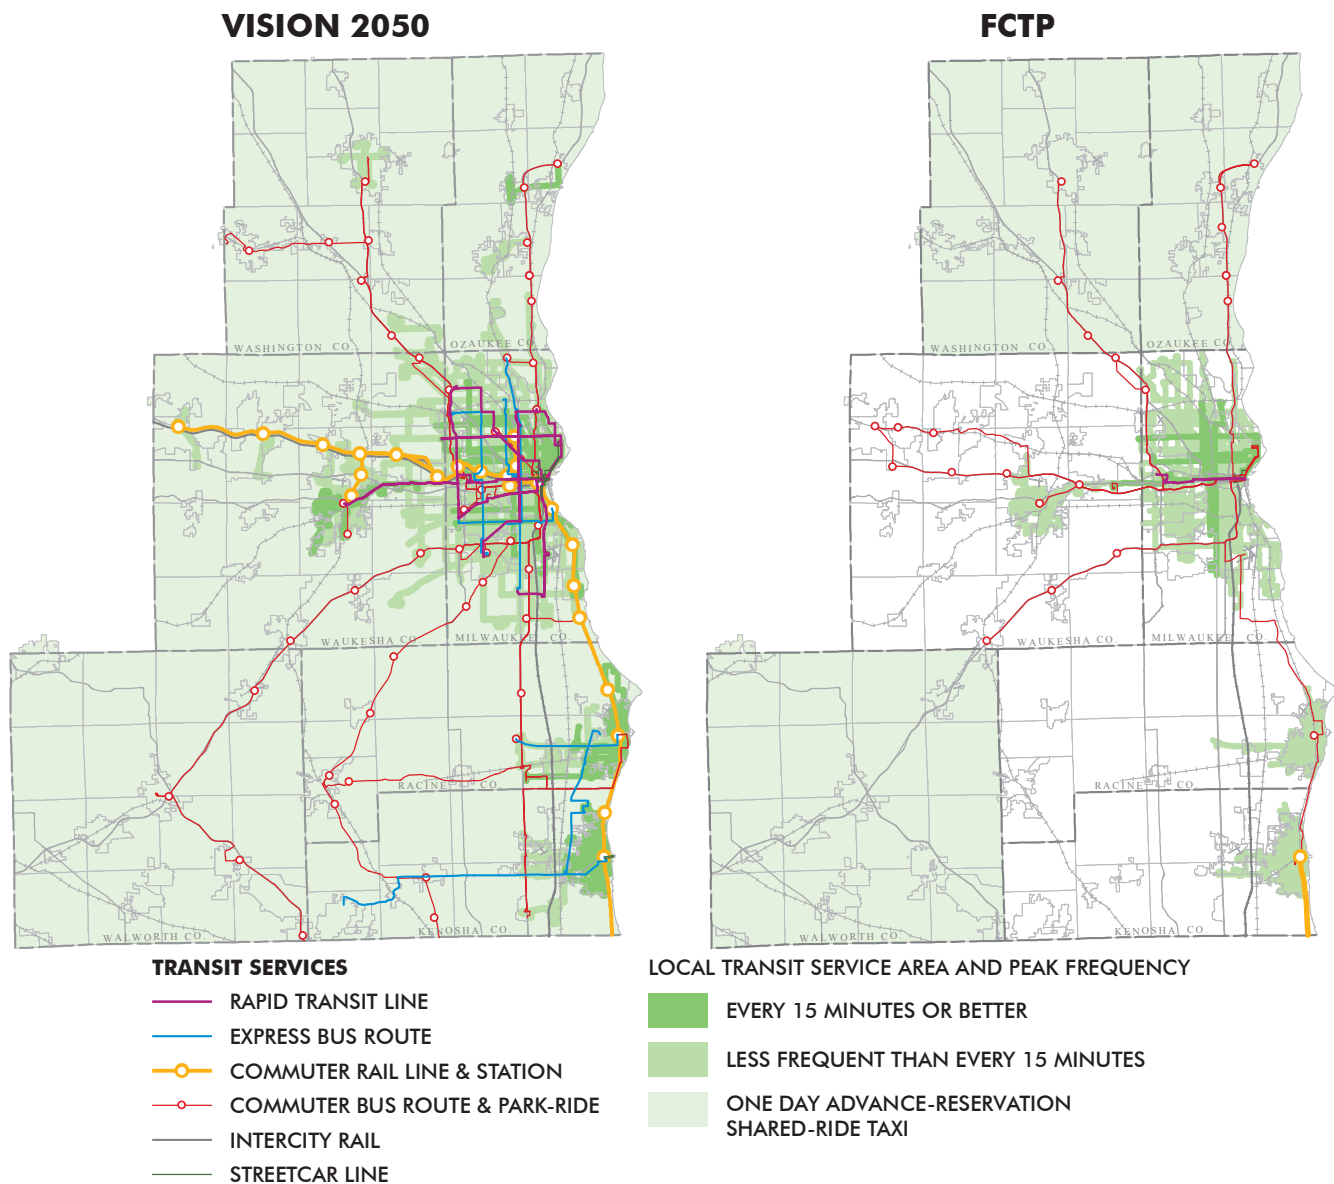 VISION 2050
FCTP
WASHINGTON CO.
OZAUKEE CO.
WASHINGTON CO.
OZAUKEE CO.
WAUKESHA CO.
MILWAUKEE CO.
WAUKESHA CO.
MILWAUKEE CO.
RACINE CO.
RACINE CO.
WALWORTH CO.
KENOSHA CO.
WALWORTH CO.
KENOSHA CO.
TRANSIT SERVICES
RAPID TRANSIT LINE
EXPRESS BUS ROUTE
COMMUTER RAIL LINE & STATION
COMMUTER BUS ROUTE & PARK-RIDE
INTERCITY RAIL
STREETCAR LINE
LOCAL TRANSIT SERVICE AREA AND PEAK FREQUENCY
EVERY 15 MINUTES OR BETTER
LESS FREQUENT THAN EVERY 15 MINUTES
ONE DAY ADVANCE-RESERVATION
SHARED-RIDE TAXI